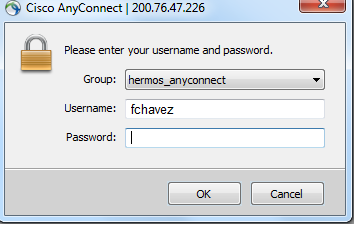 Cisco AnyConnect | 200.76.47.226
Please enter your username and password.
Group: hermos_anyconnect
Username: fchavez
Password:
OK Cancel